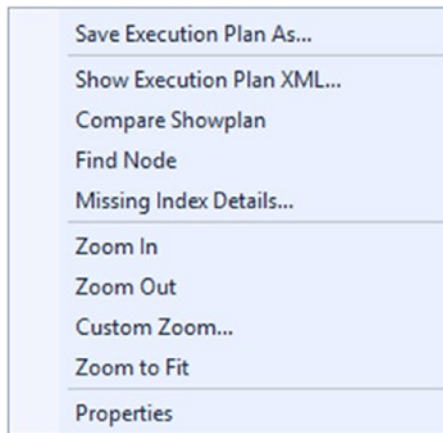 Save Execution Plan As...
Show Execution Plan XML...
Compare Showplan
Find Node
Missing Index Details...
Zoom In
Zoom Out
Custom Zoom...
Zoom to Fit
Properties